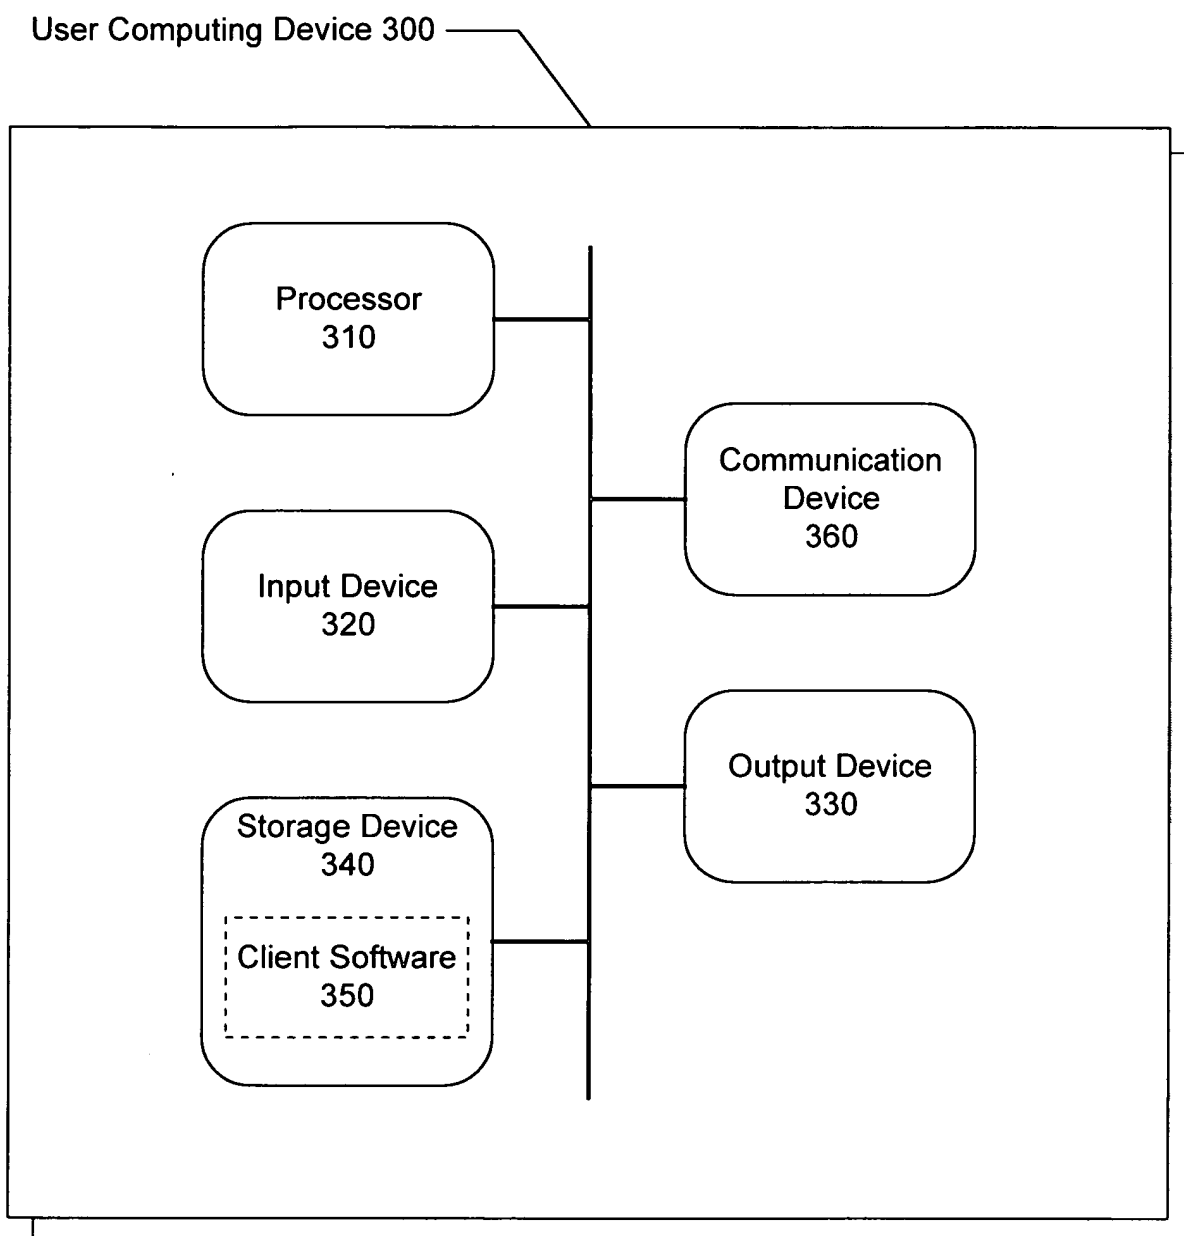 User Computing Device 300
Processor
310
Communication
Device
360
Input Device
320
Output Device
330
Storage Device
340
Client Software
350